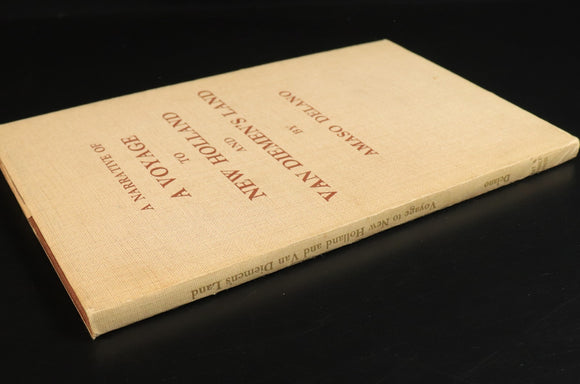 A NARRATIVE OF
A VOYAGE
TO
NEW HOLLAND
AND
VAN DIEMEN'S LAND
BY
AMASO DELANO
Delano
Voyage to New Holland and Van Diemen's Land